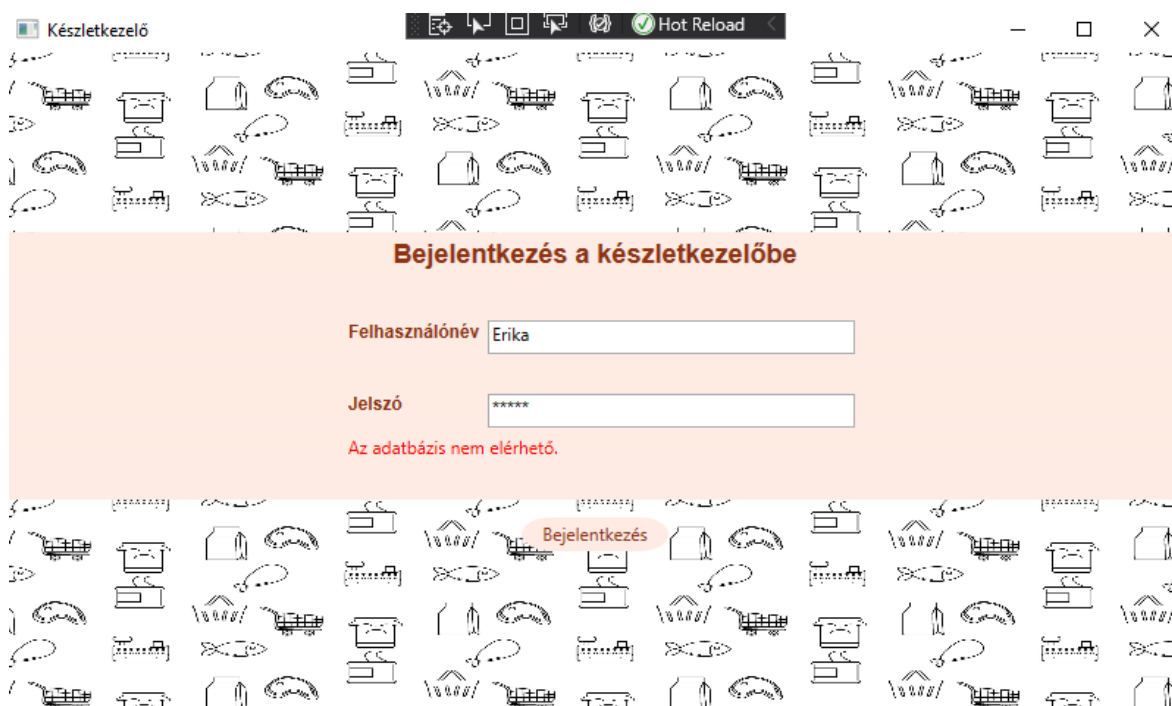 Készletkezelő
Hot Reload
Bejelentkezés a készletkezelőbe
Felhasználónév Erika
Jelszó *****
Az adatbázis nem elérhető.
Bejelentkezés